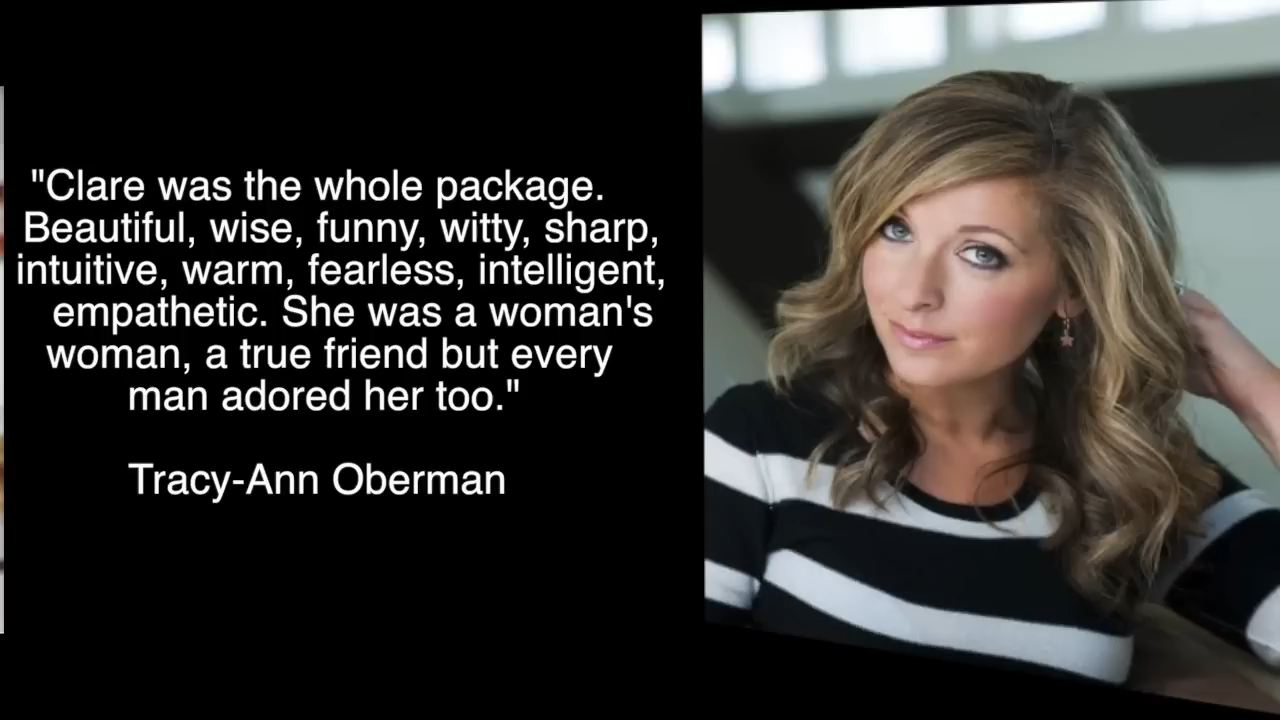 "Clare was the whole package.
Beautiful, wise, funny, witty, sharp,
intuitive, warm, fearless, intelligent,
empathetic. She was a woman's
woman, a true friend but every
man adored her too."
Tracy-Ann Oberman